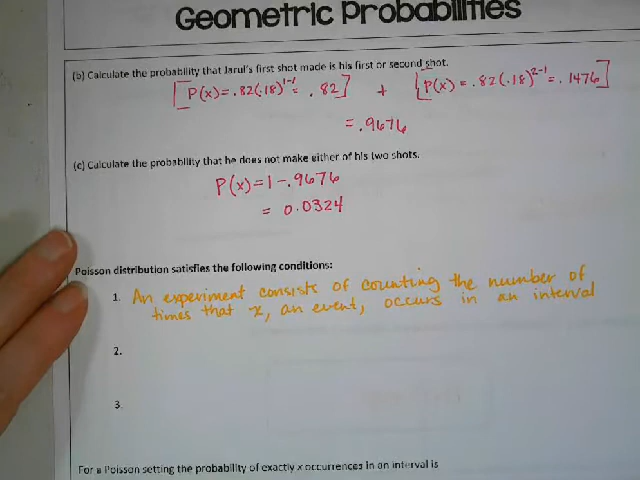 Geometric Probabilities
(b) Calculate the probability that Jarul's first shot made is his first or second shot.
[P(x) = .82(.18)¹⁻¹ = .82] + [P(x) = .82(.18)²⁻¹ = .1476]
= .9676
(c) Calculate the probability that he does not make either of his two shots.
P(x) = 1 - .9676
= 0.0324
Poisson distribution satisfies the following conditions:
1. An experiment consists of counting the number of
times that x, an event, occurs in an interval
2.
3.
For a Poisson setting the probability of exactly x occurrences in an interval is